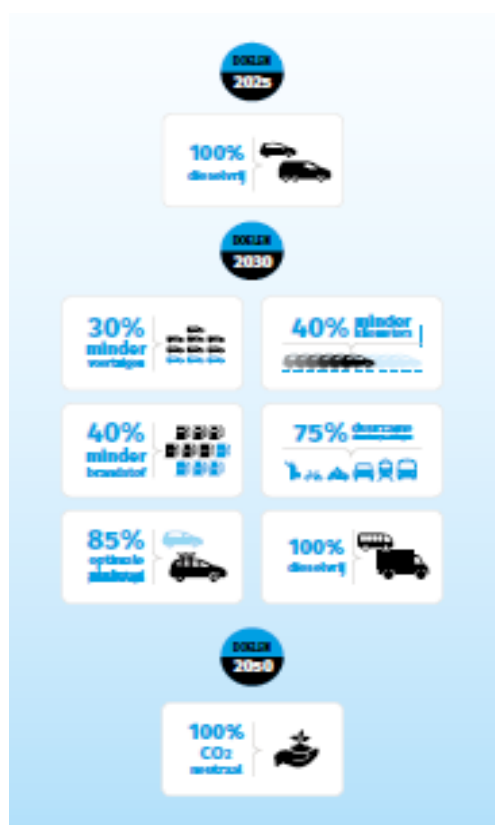 DOELEN
2025
100%
dieselvrij
DOELEN
2030
30%
minder
voertuigen
40% minder
kilometers
40%
minder
brandstof
75% duurzame
85%
optimale
100%
dieselvrij
DOELEN
2050
100%
CO2
neutraal